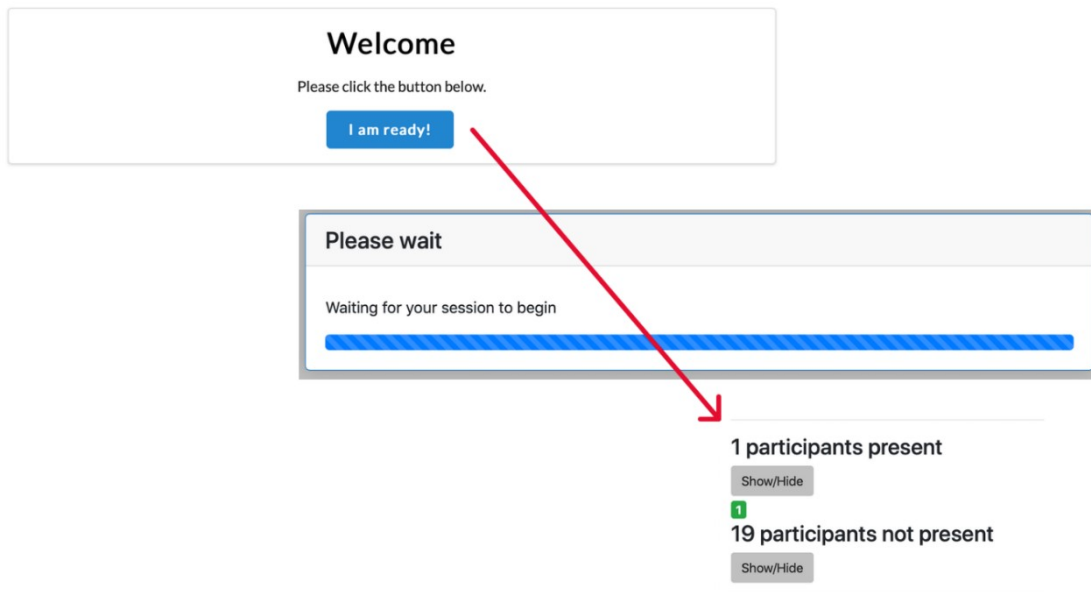 Welcome
Please click the button below.
I am ready!
Please wait
Waiting for your session to begin
1 participants present
Show/Hide
1
19 participants not present
Show/Hide